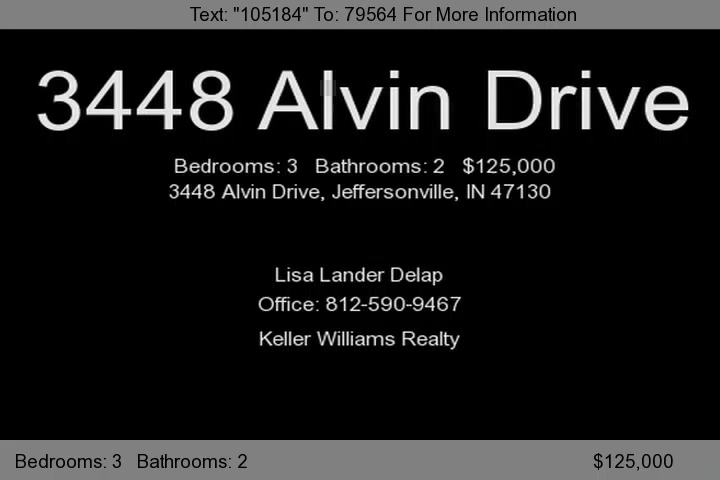 Text: "105184" To: 79564 For More Information
3448 Alvin Drive
Bedrooms: 3 Bathrooms: 2 $125,000
3448 Alvin Drive, Jeffersonville, IN 47130
Lisa Lander Delap
Office: 812-590-9467
Keller Williams Realty
Bedrooms: 3 Bathrooms: 2 $125,000